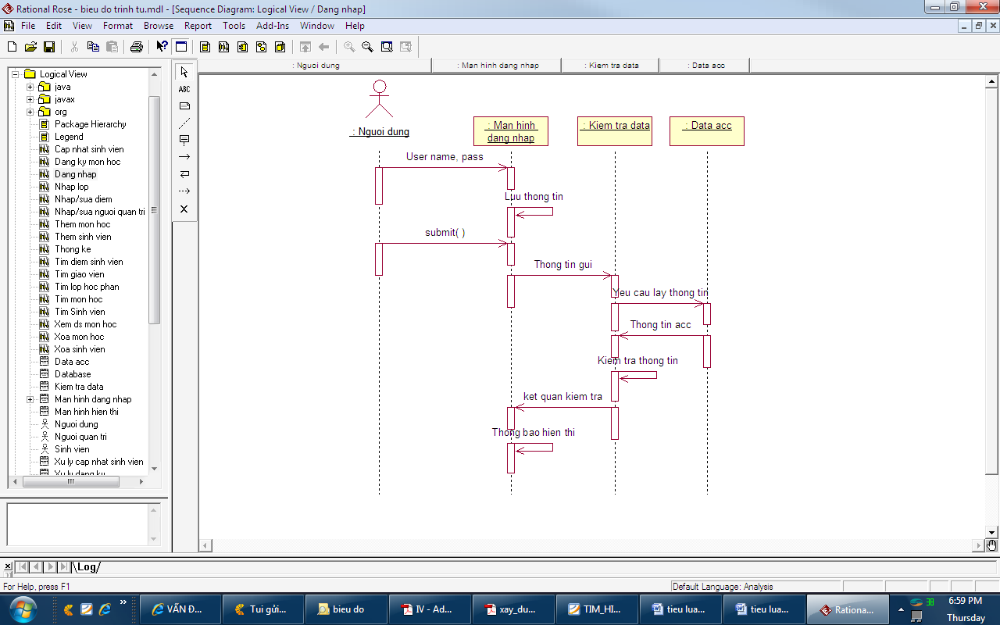 Rational Rose - bieu do trinh tu.mdl - [Sequence Diagram: Logical View / Dang nhap]
File Edit View Format Browse Report Tools Add-Ins Window Help
Logical View
java
javax
org
Package Hierarchy
Legend
Cap nhat sinh vien
Dang ky mon hoc
Dang nhap
Nhap lop
Nhap/sua diem
Nhap/sua nguoi quan tri
Them mon hoc
Them sinh vien
Thong ke
Tim diem sinh vien
Tim giao vien
Tim lop hoc phan
Tim mon hoc
Tim Sinh vien
Xem ds mon hoc
Xoa mon hoc
Xoa sinh vien
Data acc
Database
Kiem tra data
Man hinh dang nhap
Man hinh hien thi
Nguoi dung
Nguoi quan tri
Sinh vien
Xu ly cap nhat sinh vien
Xu ly dang ku
ABC
: Nguoi dung : Man hinh dang nhap : Kiem tra data : Data acc
: Nguoi dung
: Man hinh
dang nhap
: Kiem tra data
: Data acc
User name, pass
Luu thong tin
submit( )
Thong tin gui
Yeu cau lay thong tin
Thong tin acc
Kiem tra thong tin
ket quan kiem tra
Thong bao hien thi
Log
For Help, press F1
Default Language: Analysis
VẤN Đ...
Tui gửi...
bieu do
IV - Ad...
xay_du...
TIM_HI...
tieu lua...
tieu lua...
Rationa...
6:59 PM
Thursday